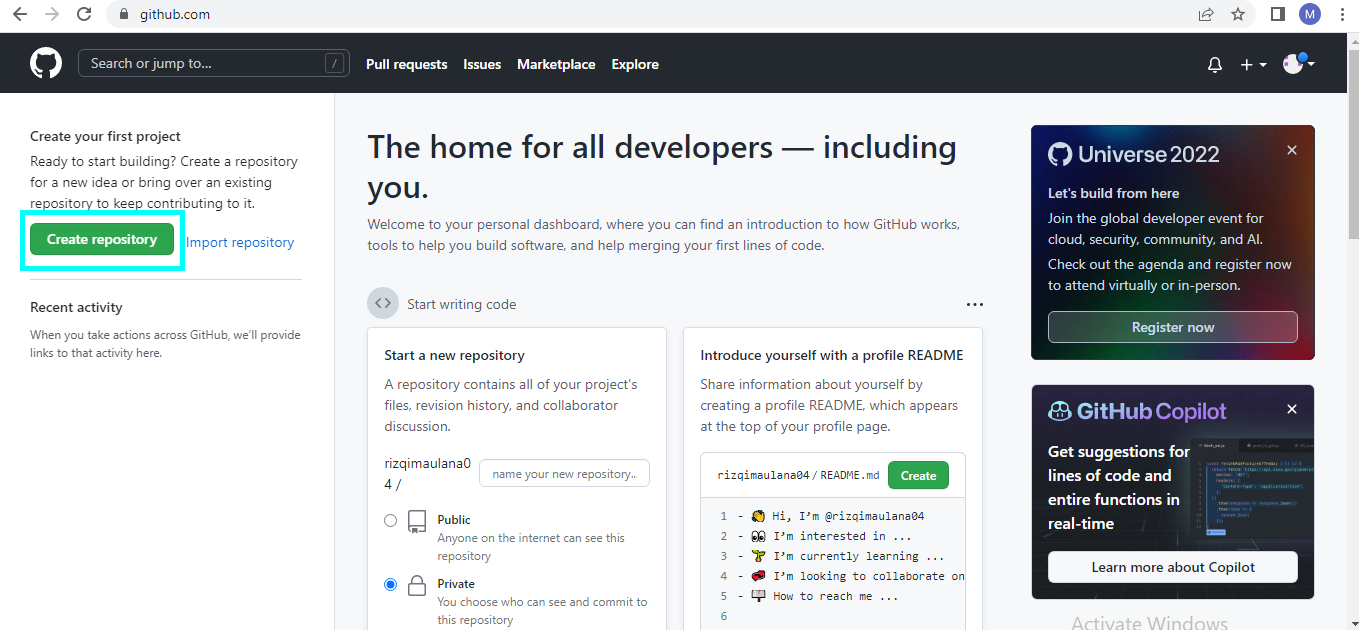 github.com
M
Search or jump to...
/
Pull requests
Issues
Marketplace
Explore
Create your first project
Ready to start building? Create a repository
for a new idea or bring over an existing
repository to keep contributing to it.
Create repository
Import repository
Recent activity
When you take actions across GitHub, we'll provide
links to that activity here.
The home for all developers — including
you.
Welcome to your personal dashboard, where you can find an introduction to how GitHub works,
tools to help you build software, and help merging your first lines of code.
<> Start writing code
Start a new repository
A repository contains all of your project's
files, revision history, and collaborator
discussion.
rizqimaulana0
4 /
name your new repository...
Public
Anyone on the internet can see this
repository
Private
You choose who can see and commit to
this repository
Introduce yourself with a profile README
Share information about yourself by
creating a profile README, which appears
at the top of your profile page.
rizqimaulana04 / README.md
Create
1 - 👋 Hi, I'm @rizqimaulana04
2 - 👀 I'm interested in ...
3 - 🌱 I'm currently learning ...
4 - 💞️ I'm looking to collaborate on
5 - 📫 How to reach me ...
6
Universe 2022
Let's build from here
Join the global developer event for
cloud, security, community, and AI.
Check out the agenda and register now
to attend virtually or in-person.
Register now
GitHub Copilot
Get suggestions for
lines of code and
entire functions in
real-time
Learn more about Copilot
Activate Windows